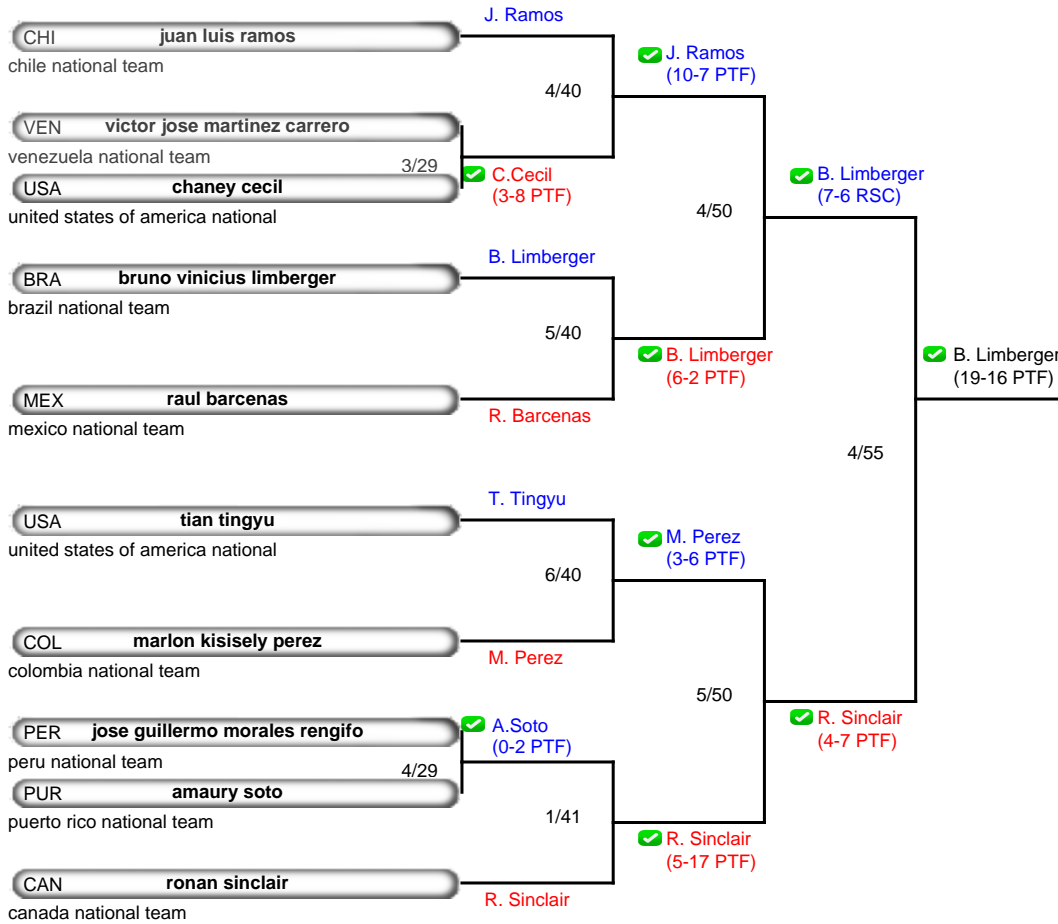 J. Ramos
CHI juan luis ramos
chile national team
J. Ramos
(10-7 PTF)
4/40
VEN victor jose martinez carrero
venezuela national team
3/29
C.Cecil
(3-8 PTF)
USA chaney cecil
united states of america national
B. Limberger
(7-6 RSC)
4/50
B. Limberger
BRA bruno vinicius limberger
brazil national team
5/40
B. Limberger
(6-2 PTF)
B. Limberger
(19-16 PTF)
MEX raul barcenas
mexico national team
R. Barcenas
4/55
T. Tingyu
USA tian tingyu
united states of america national
M. Perez
(3-6 PTF)
6/40
COL marlon kisisely perez
colombia national team
M. Perez
5/50
R. Sinclair
(4-7 PTF)
PER jose guillermo morales rengifo
peru national team
A.Soto
(0-2 PTF)
4/29
PUR amaury soto
puerto rico national team
1/41
R. Sinclair
(5-17 PTF)
CAN ronan sinclair
canada national team
R. Sinclair